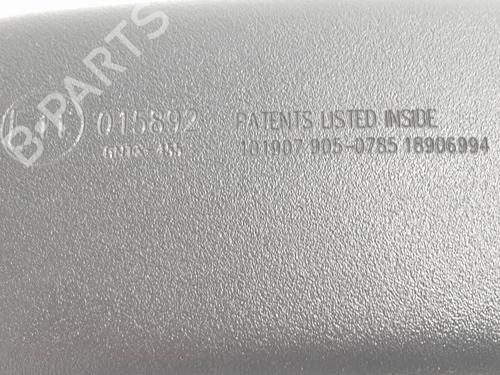 B-PARTS
015892 PATENTS LISTED INSIDE
101907 905-0785 18906994